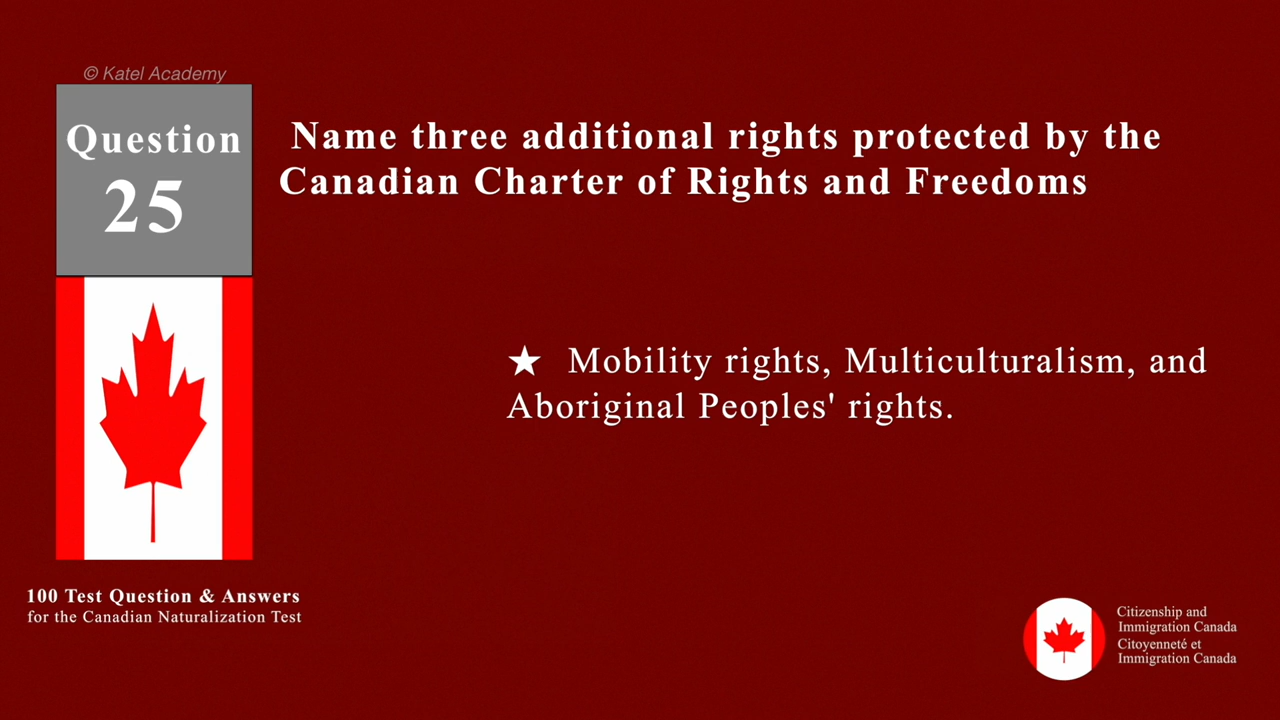 © Katel Academy
Question
25
Name three additional rights protected by the
Canadian Charter of Rights and Freedoms
★ Mobility rights, Multiculturalism, and
Aboriginal Peoples' rights.
100 Test Question & Answers
for the Canadian Naturalization Test
Citizenship and
Immigration Canada
Citoyenneté et
Immigration Canada